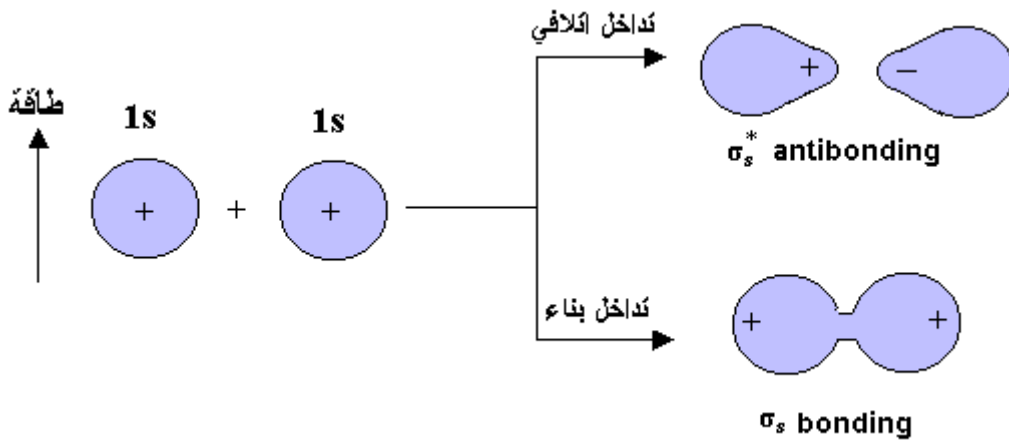 تداخل اتلافي
طاقة
1s
1s
+
+
+
+
−
σs* antibonding
تداخل بناء
+
+
σs bonding